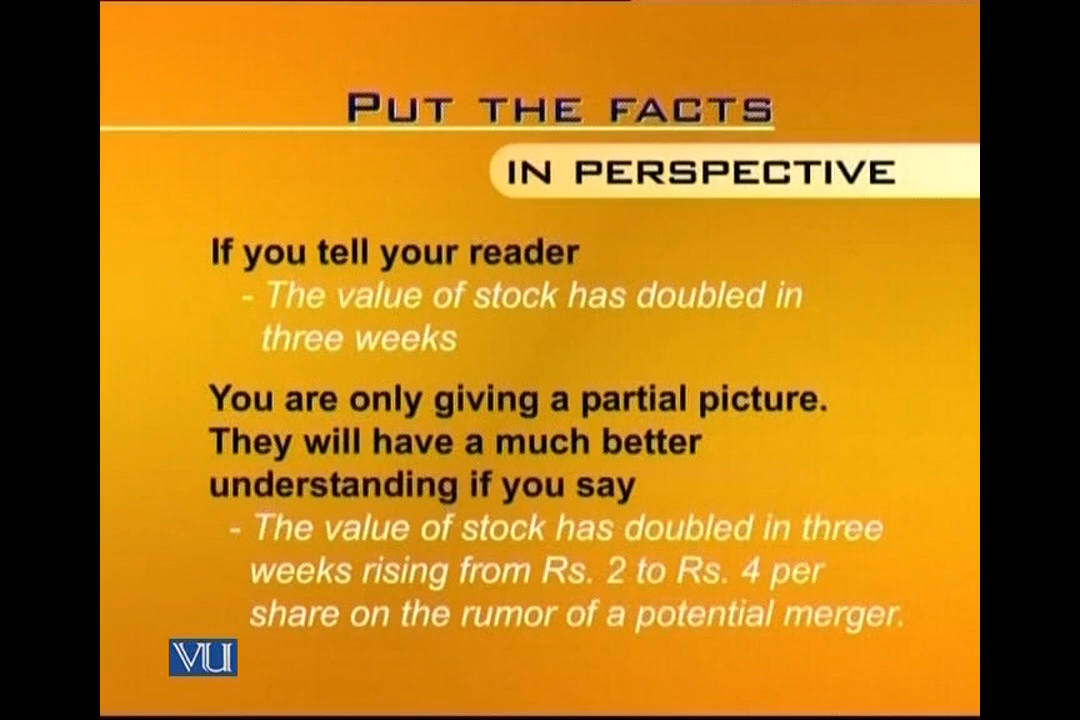 PUT THE FACTS
IN PERSPECTIVE
If you tell your reader
- The value of stock has doubled in
three weeks
You are only giving a partial picture.
They will have a much better
understanding if you say
- The value of stock has doubled in three
weeks rising from Rs. 2 to Rs. 4 per
share on the rumor of a potential merger.
VU